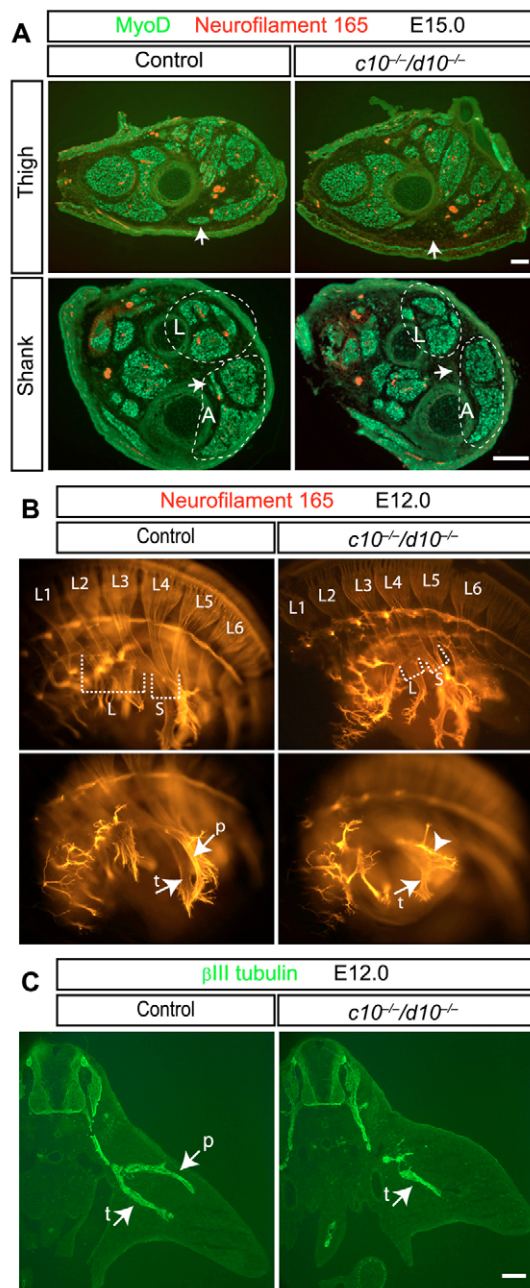 A
MyoD Neurofilament 165 E15.0
Control c10–/–/d10–/–
Thigh
Shank
L L
A A
B
Neurofilament 165 E12.0
Control c10–/–/d10–/–
L1 L2 L3 L4 L5 L6 L1 L2 L3 L4 L5 L6
L S L S
p
t t
C
βIII tubulin E12.0
Control c10–/–/d10–/–
p
t t